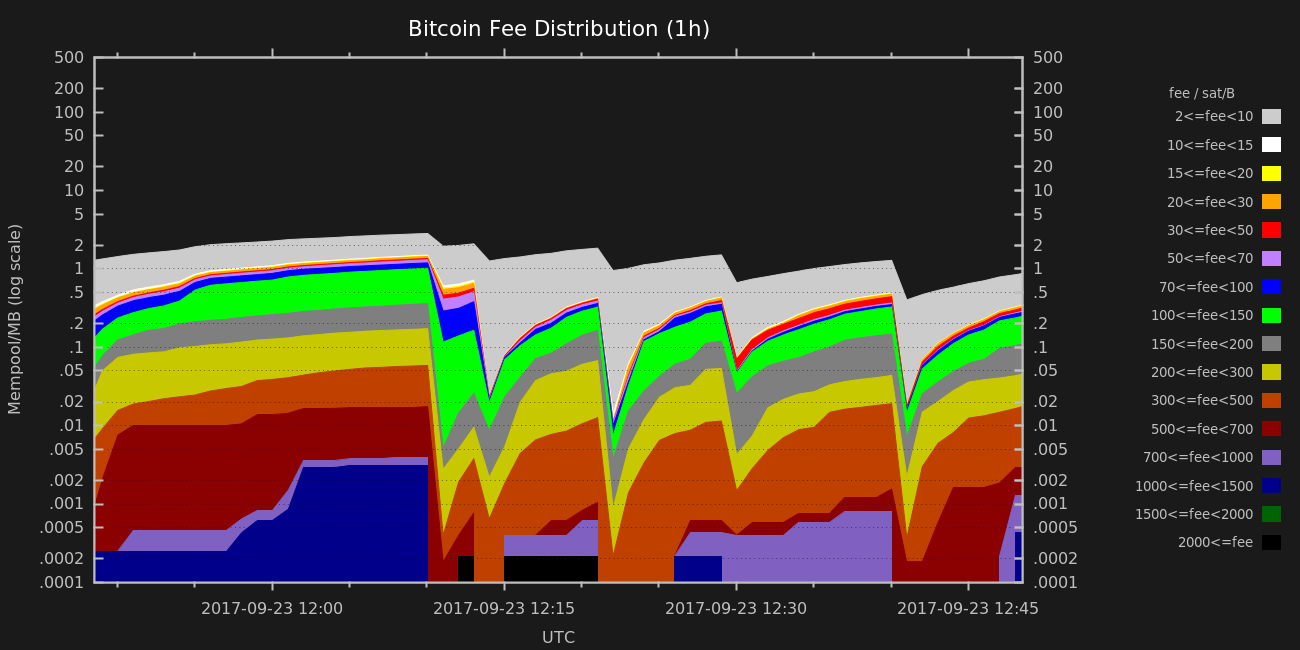 Bitcoin Fee Distribution (1h)
500
200
100
50
20
10
5
2
1
.5
.2
.1
.05
.02
.01
.005
.002
.001
.0005
.0002
.0001
Mempool/MB (log scale)
500
200
100
50
20
10
5
2
1
.5
.2
.1
.05
.02
.01
.005
.002
.001
.0005
.0002
.0001
2017-09-23 12:00 2017-09-23 12:15 2017-09-23 12:30 2017-09-23 12:45
UTC
fee / sat/B
2<=fee<10
10<=fee<15
15<=fee<20
20<=fee<30
30<=fee<50
50<=fee<70
70<=fee<100
100<=fee<150
150<=fee<200
200<=fee<300
300<=fee<500
500<=fee<700
700<=fee<1000
1000<=fee<1500
1500<=fee<2000
2000<=fee